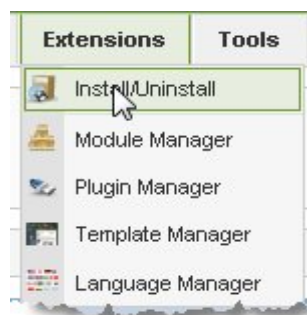 Extensions Tools
Install/Uninstall
Module Manager
Plugin Manager
Template Manager
Language Manager